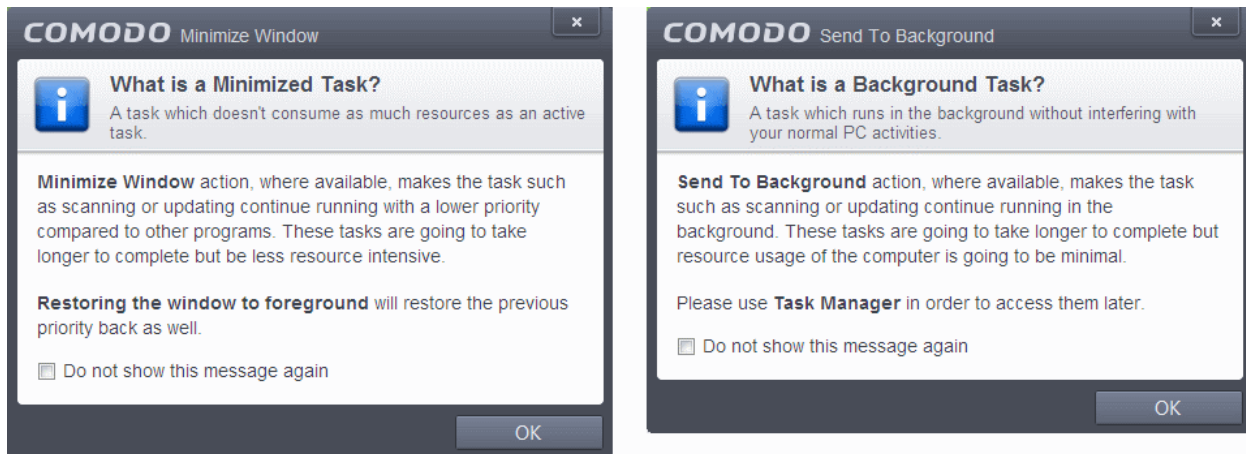 COMODO Minimize Window
What is a Minimized Task?
A task which doesn't consume as much resources as an active
task.
Minimize Window action, where available, makes the task such
as scanning or updating continue running with a lower priority
compared to other programs. These tasks are going to take
longer to complete but be less resource intensive.
Restoring the window to foreground will restore the previous
priority back as well.
Do not show this message again
OK
COMODO Send To Background
What is a Background Task?
A task which runs in the background without interfering with
your normal PC activities.
Send To Background action, where available, makes the task
such as scanning or updating continue running in the
background. These tasks are going to take longer to complete but
resource usage of the computer is going to be minimal.
Please use Task Manager in order to access them later.
Do not show this message again
OK